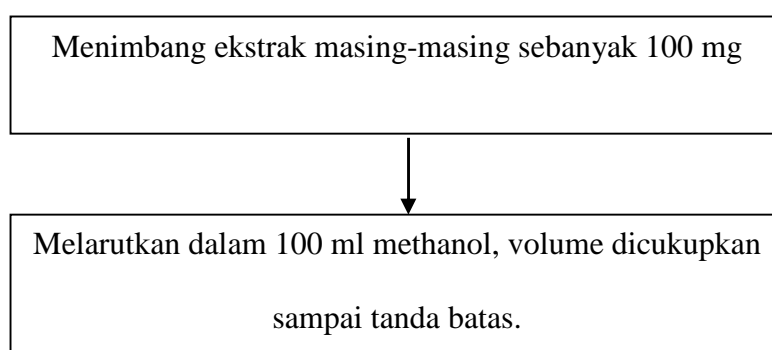 Menimbang ekstrak masing-masing sebanyak 100 mg
Melarutkan dalam 100 ml methanol, volume dicukupkan
sampai tanda batas.